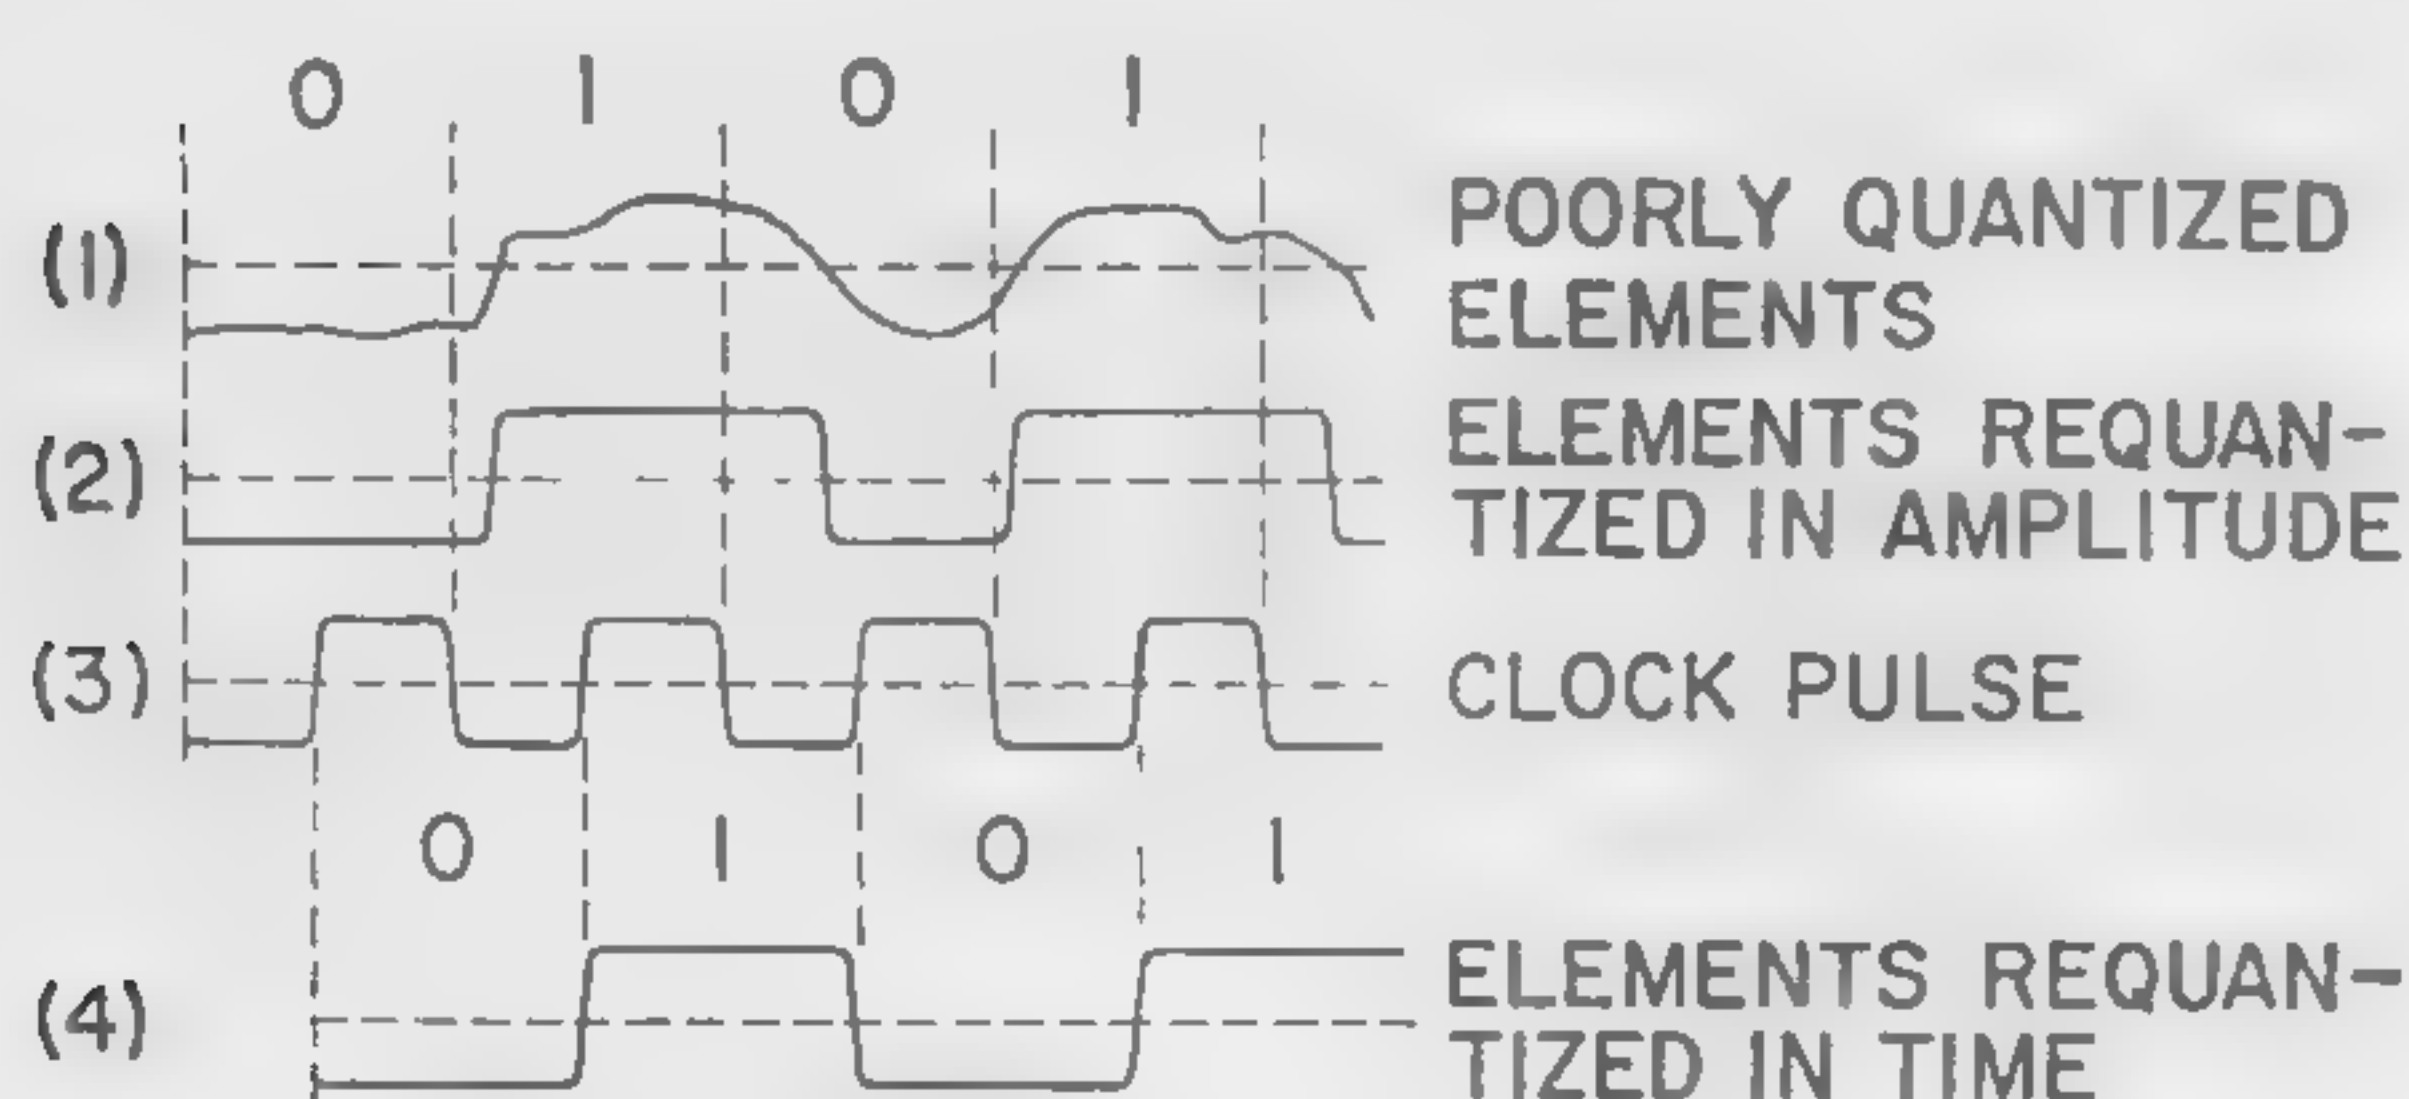 0 1 0 1
(1) POORLY QUANTIZED
ELEMENTS
(2) ELEMENTS REQUAN-
TIZED IN AMPLITUDE
(3) CLOCK PULSE
0 1 0 1
(4) ELEMENTS REQUAN-
TIZED IN TIME